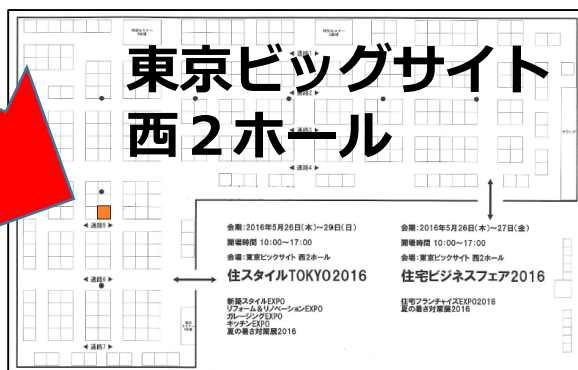 東京ビッグサイト
西２ホール
◀ 通路1 ▶
◀ 通路2 ▶
◀ 通路3 ▶
◀ 通路4 ▶
◀ 通路5 ▶
◀ 通路6 ▶
◀ 通路7 ▶
会期:2016年5月26日(木)～29日(日)
開場時間 10:00～17:00
会場:東京ビックサイト 西2ホール
住スタイルTOKYO2016
新築スタイルEXPO
リフォーム＆リノベーションEXPO
ガレージングEXPO
キッチンEXPO
夏の暑さ対策展2016
会期:2016年5月26日(木)～27日(金)
開場時間 10:00～17:00
会場:東京ビックサイト 西2ホール
住宅ビジネスフェア2016
住宅フランチャイズEXPO2016
夏の暑さ対策展2016